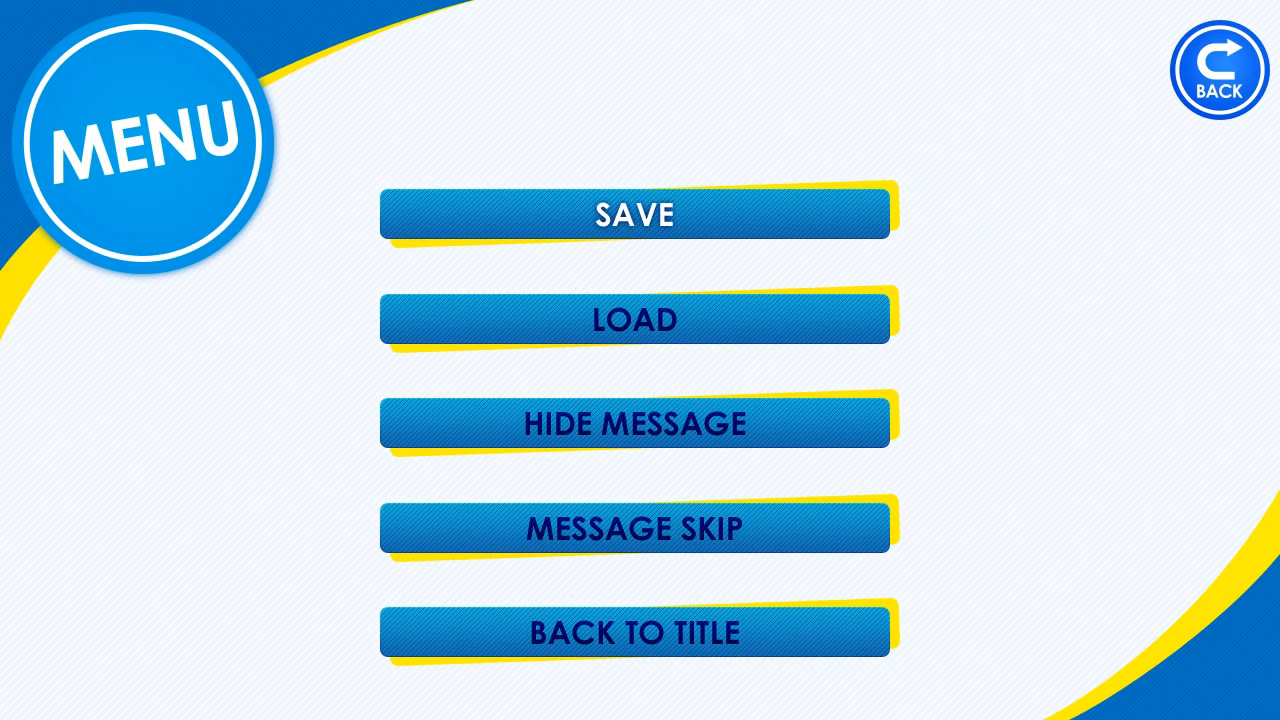 MENU
BACK
SAVE
LOAD
HIDE MESSAGE
MESSAGE SKIP
BACK TO TITLE